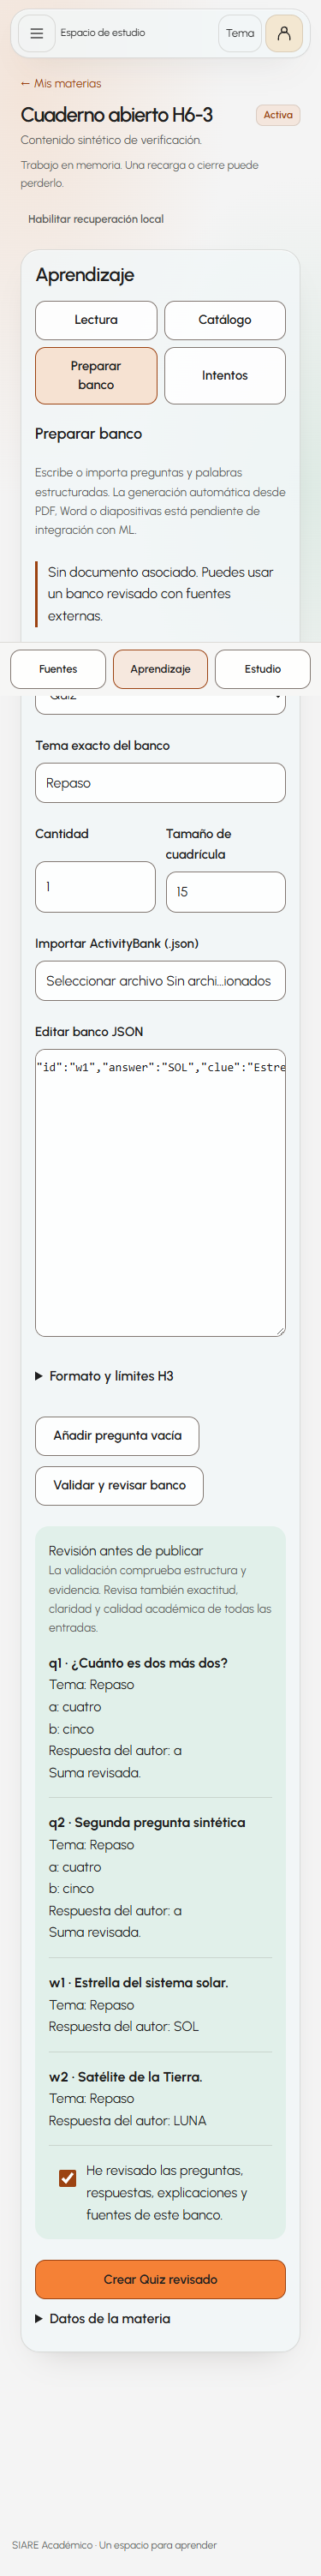 Espacio de estudio
Tema
← Mis materias
Cuaderno abierto H6-3
Activa
Contenido sintético de verificación.
Trabajo en memoria. Una recarga o cierre puede
perderlo.
Habilitar recuperación local
Aprendizaje
Lectura
Catálogo
Preparar
banco
Intentos
Preparar banco
Escribe o importa preguntas y palabras
estructuradas. La generación automática desde
PDF, Word o diapositivas está pendiente de
integración con ML.
Sin documento asociado. Puedes usar
un banco revisado con fuentes
externas.
Fuentes
Aprendizaje
Estudio
Quiz
Tema exacto del banco
Repaso
Cantidad
Tamaño de
cuadrícula
1
15
Importar ActivityBank (.json)
Seleccionar archivo Sin archi...ionados
Editar banco JSON
"id":"w1","answer":"SOL","clue":"Estre
Formato y límites H3
Añadir pregunta vacía
Validar y revisar banco
Revisión antes de publicar
La validación comprueba estructura y
evidencia. Revisa también exactitud,
claridad y calidad académica de todas las
entradas.
q1 · ¿Cuánto es dos más dos?
Tema: Repaso
a: cuatro
b: cinco
Respuesta del autor: a
Suma revisada.
q2 · Segunda pregunta sintética
Tema: Repaso
a: cuatro
b: cinco
Respuesta del autor: a
Suma revisada.
w1 · Estrella del sistema solar.
Tema: Repaso
Respuesta del autor: SOL
w2 · Satélite de la Tierra.
Tema: Repaso
Respuesta del autor: LUNA
He revisado las preguntas,
respuestas, explicaciones y
fuentes de este banco.
Crear Quiz revisado
Datos de la materia
SIARE Académico · Un espacio para aprender